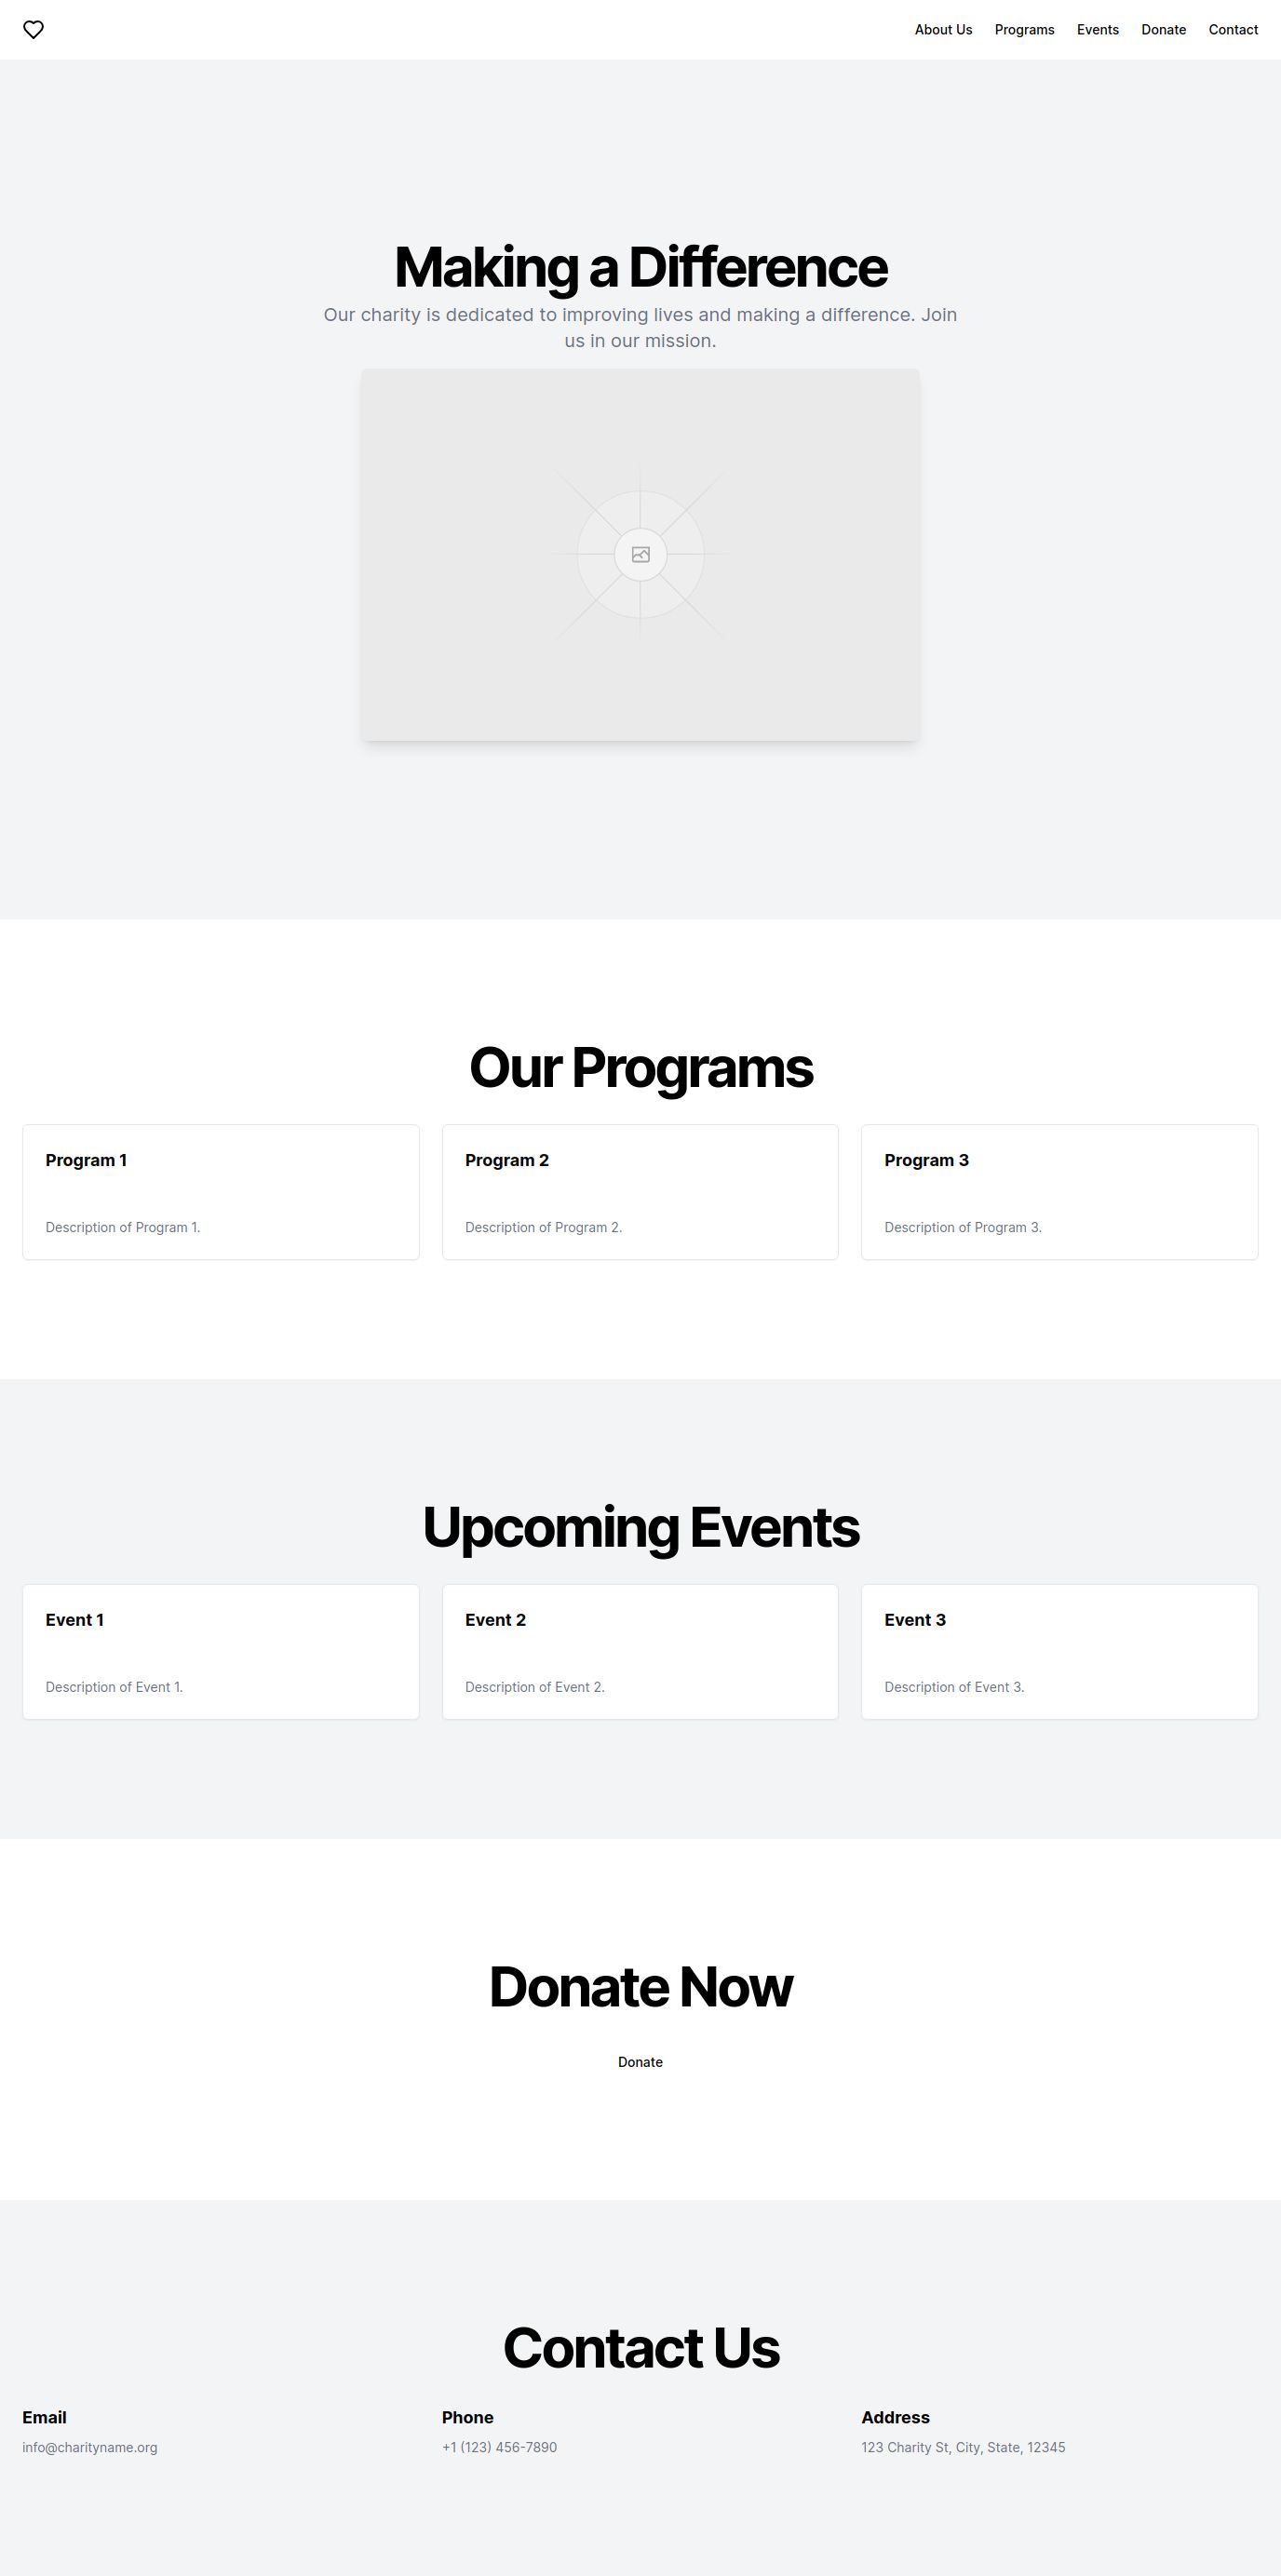 About Us Programs Events Donate Contact
Making a Difference
Our charity is dedicated to improving lives and making a difference. Join
us in our mission.
Our Programs
Program 1
Description of Program 1.
Program 2
Description of Program 2.
Program 3
Description of Program 3.
Upcoming Events
Event 1
Description of Event 1.
Event 2
Description of Event 2.
Event 3
Description of Event 3.
Donate Now
Donate
Contact Us
Email
info@charityname.org
Phone
+1 (123) 456-7890
Address
123 Charity St, City, State, 12345